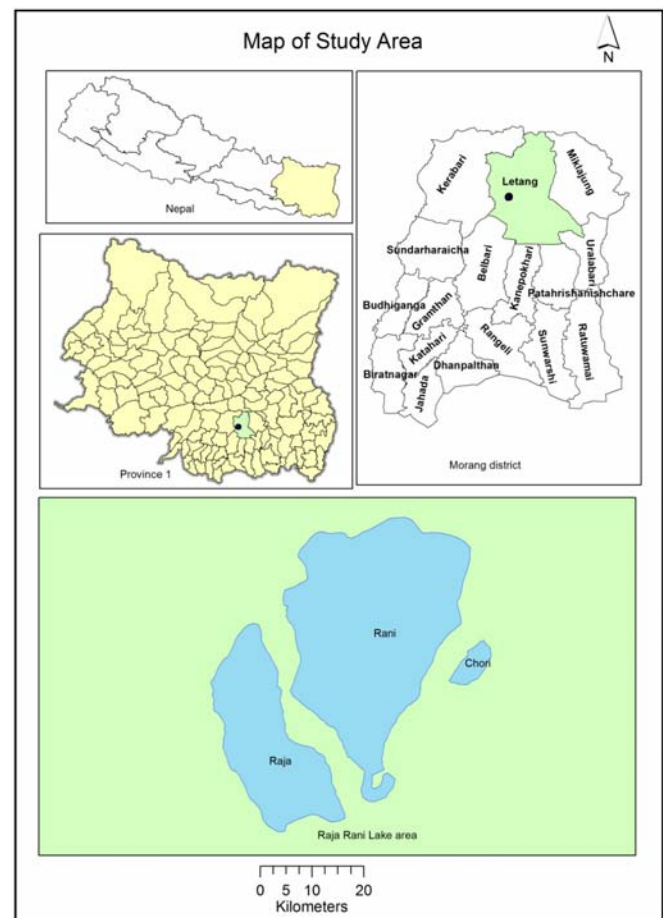 Map of Study Area
N
Nepal
Province 1
Kerabari
Letang
Miklajung
Sundarharaicha
Belbari
Kanepokhari
Uralabari
Patahrishanishchare
Budhiganga
Gramthan
Katahari
Rangeli
Sunwarshi
Ratuwamai
Biratnagar
Jahada
Dhanpalthan
Morang district
Rani
Chori
Raja
Raja Rani Lake area
0 5 10 20
Kilometers